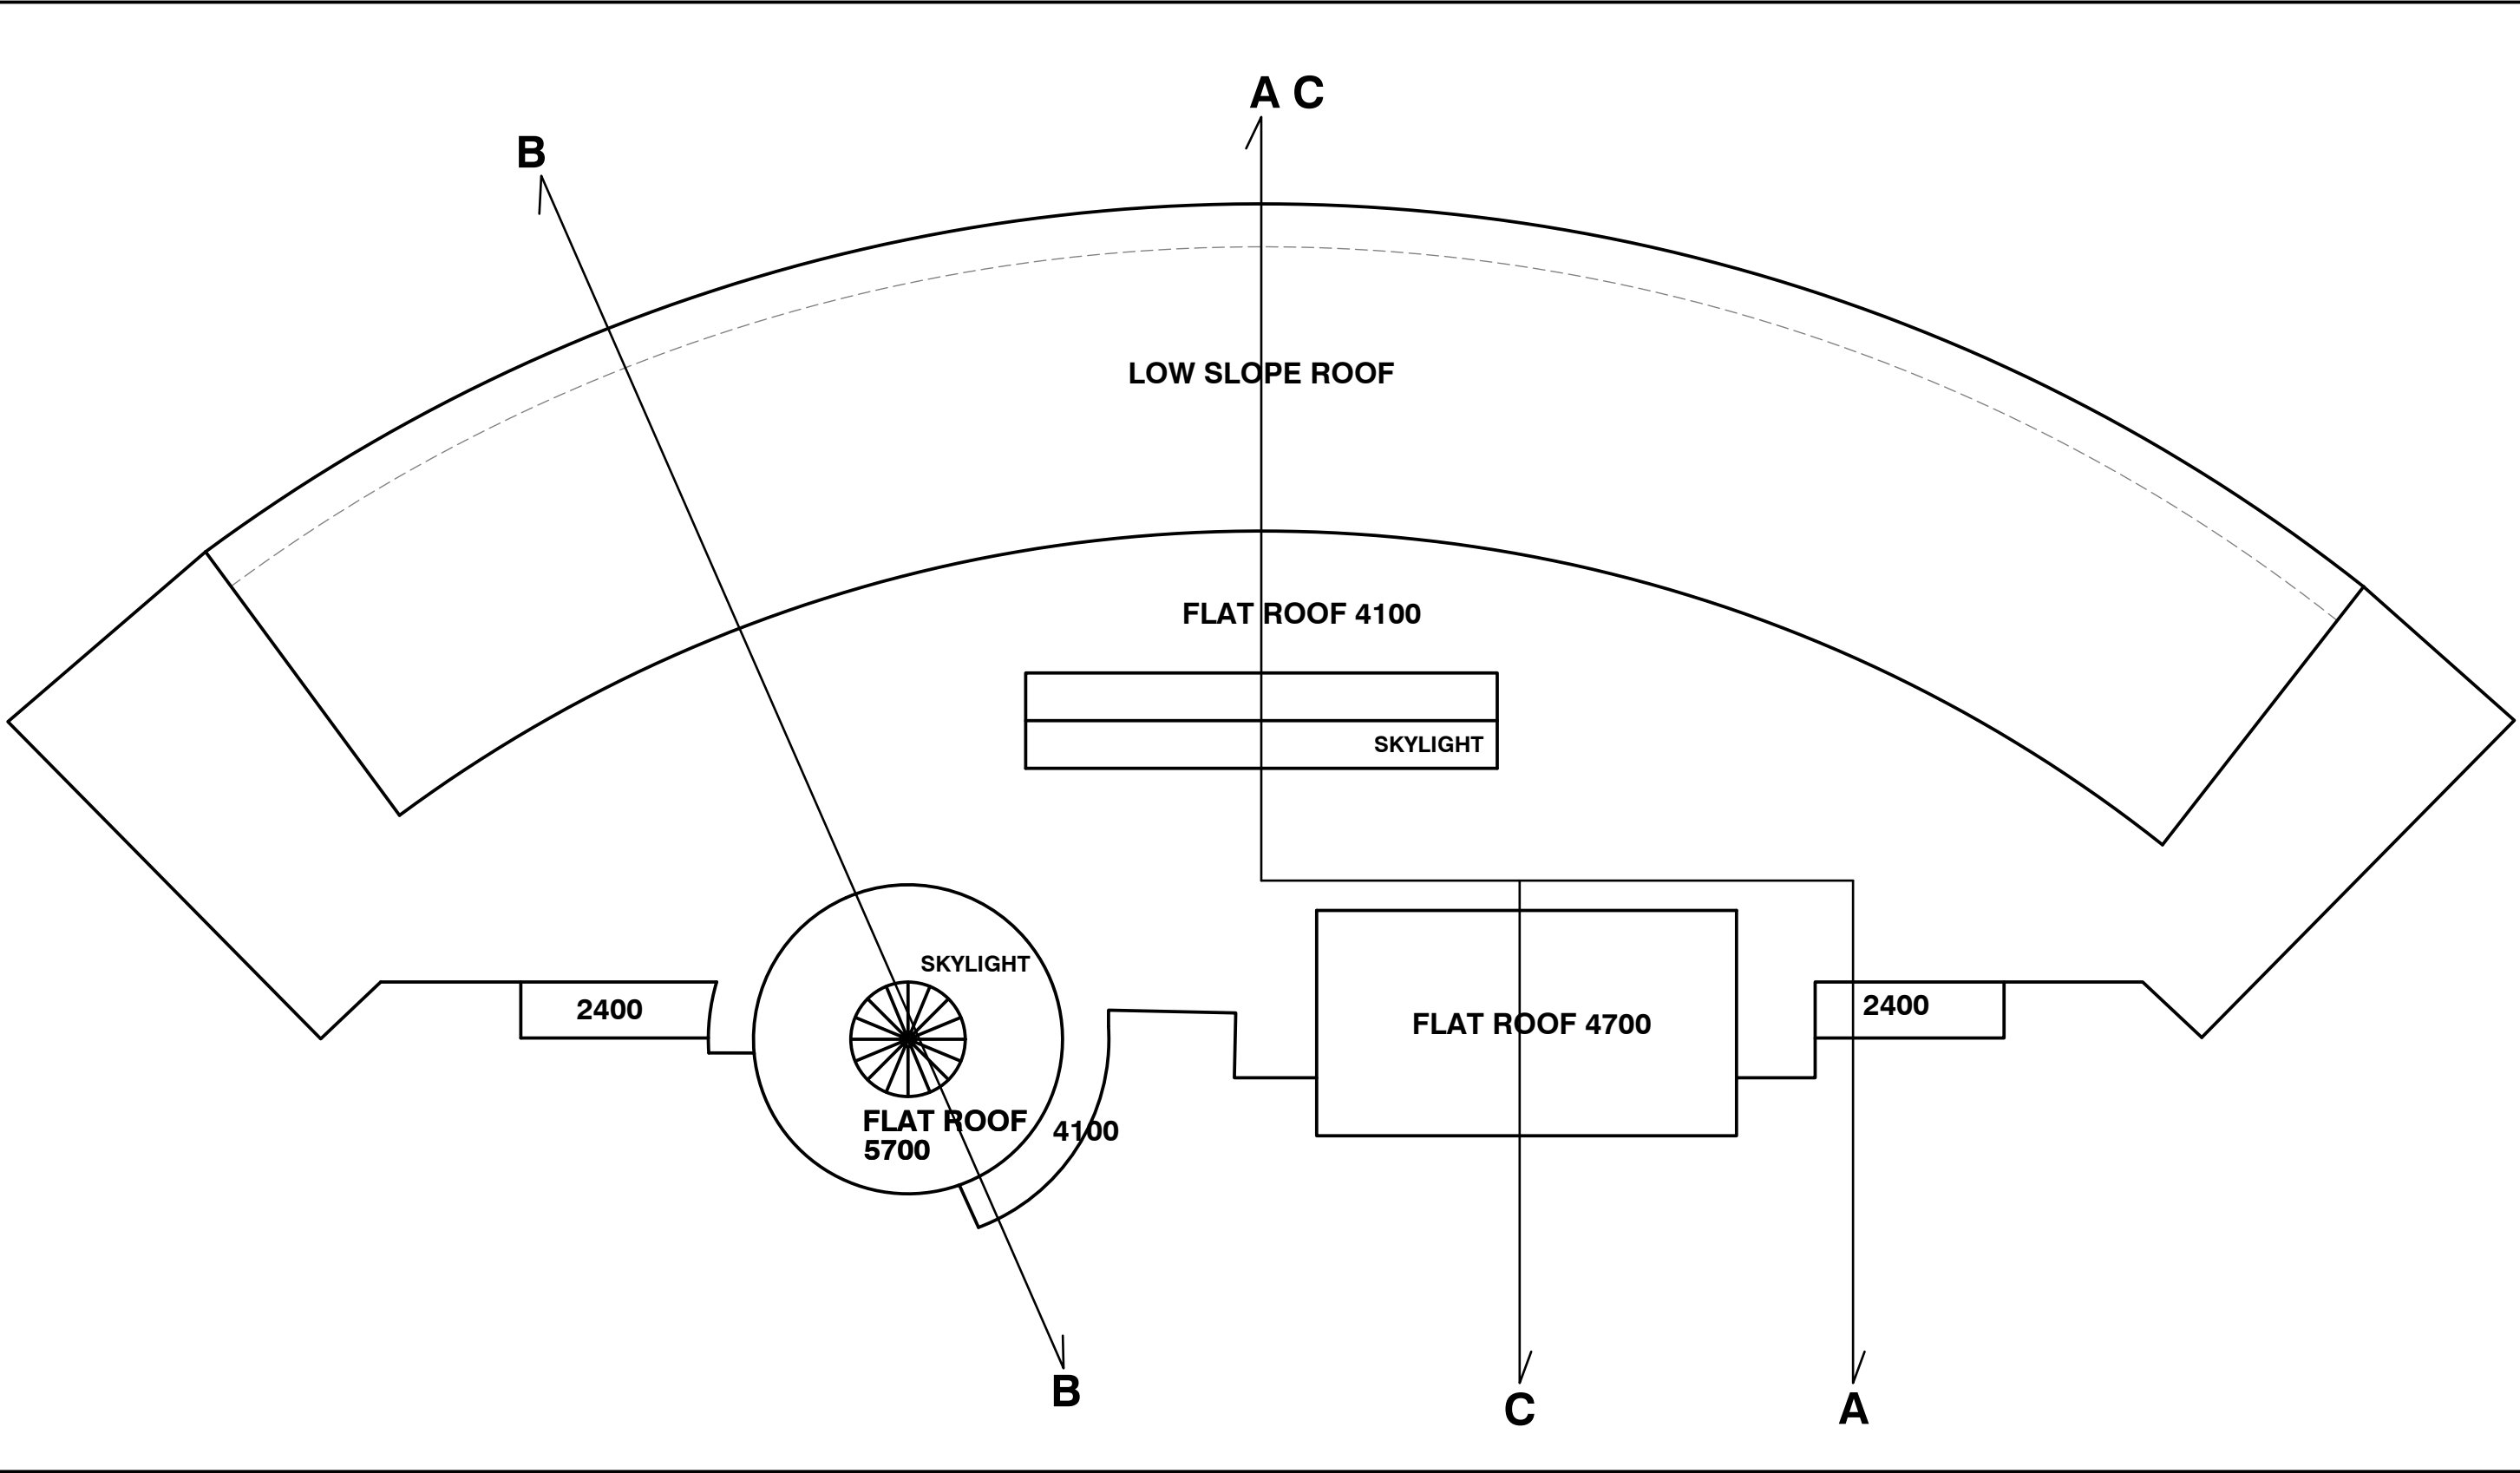 A C
B
LOW SLOPE ROOF
FLAT ROOF 4100
SKYLIGHT
SKYLIGHT
2400
2400
FLAT ROOF 4700
FLAT ROOF
5700
4100
B
C
A